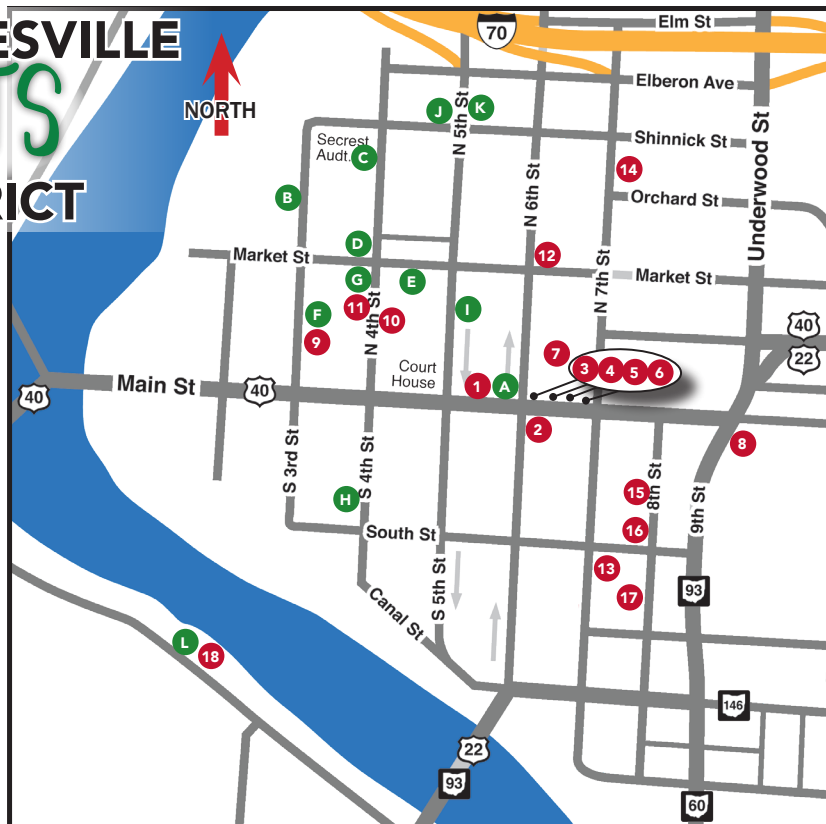 ESVILLE
TS
RICT
NORTH
70
Elm St
Elberon Ave
J
K
N 5th St
Secrest
Audt.
C
Shinnick St
14
Underwood St
B
N 6th St
Orchard St
D
Market St
12
G
E
N 7th St
Market St
11
10
N 4th St
F
9
I
40
22
7
3 4 5 6
Court
House
Main St
40
40
1
A
2
8
S 3rd St
S 4th St
H
15
8th St
9th St
16
South St
13
17
93
S 5th St
Canal St
L
18
146
22
93
60